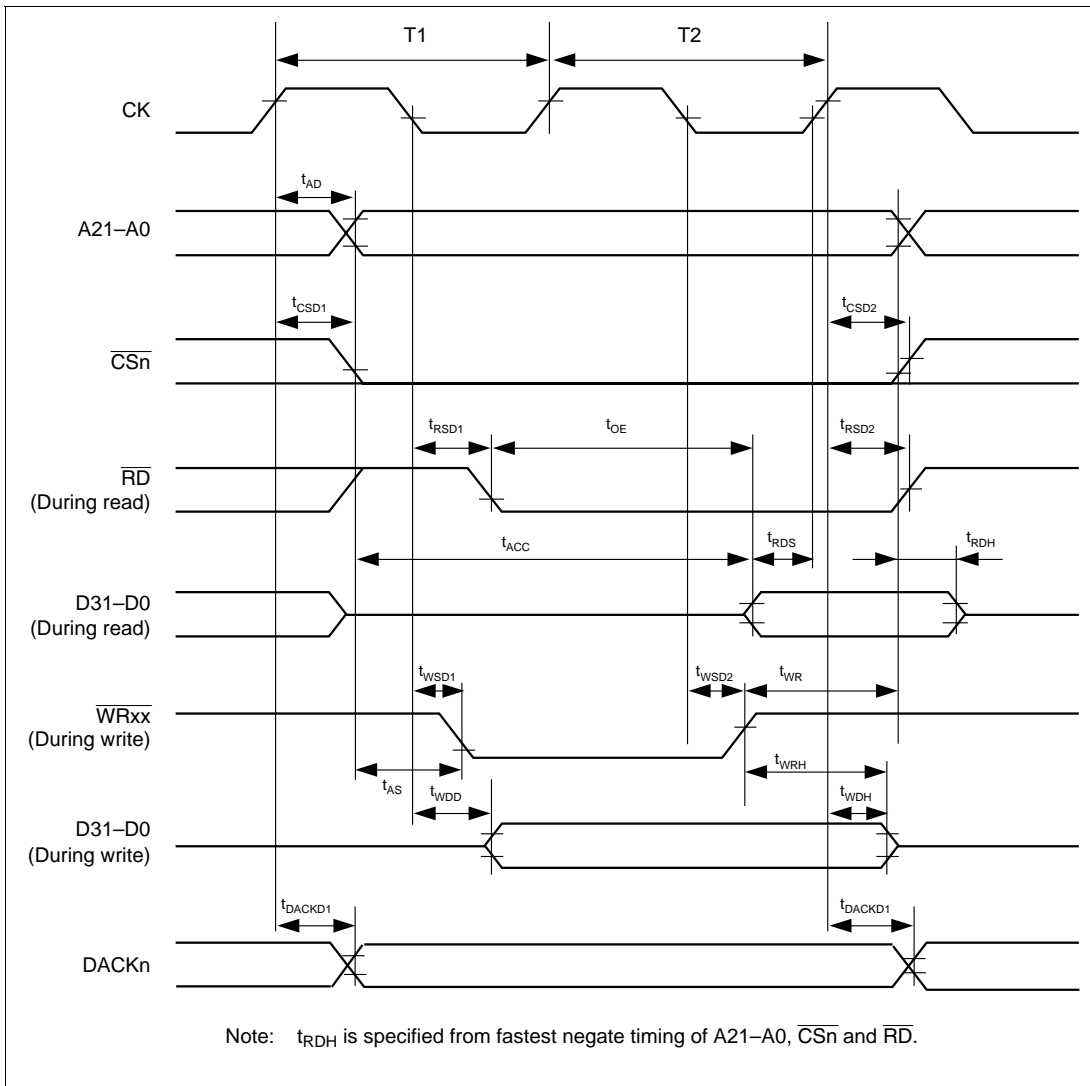 T1 T2
CK
tAD
A21–A0
tCSD1 tCSD2
CSn
tRSD1 tOE tRSD2
RD
(During read)
tACC tRDS tRDH
D31–D0
(During read)
tWSD1 tWSD2 tWR
WRxx
(During write)
tWRH
tAS tWDD tWDH
D31–D0
(During write)
tDACKD1 tDACKD1
DACKn
Note: tRDH is specified from fastest negate timing of A21–A0, CSn and RD.